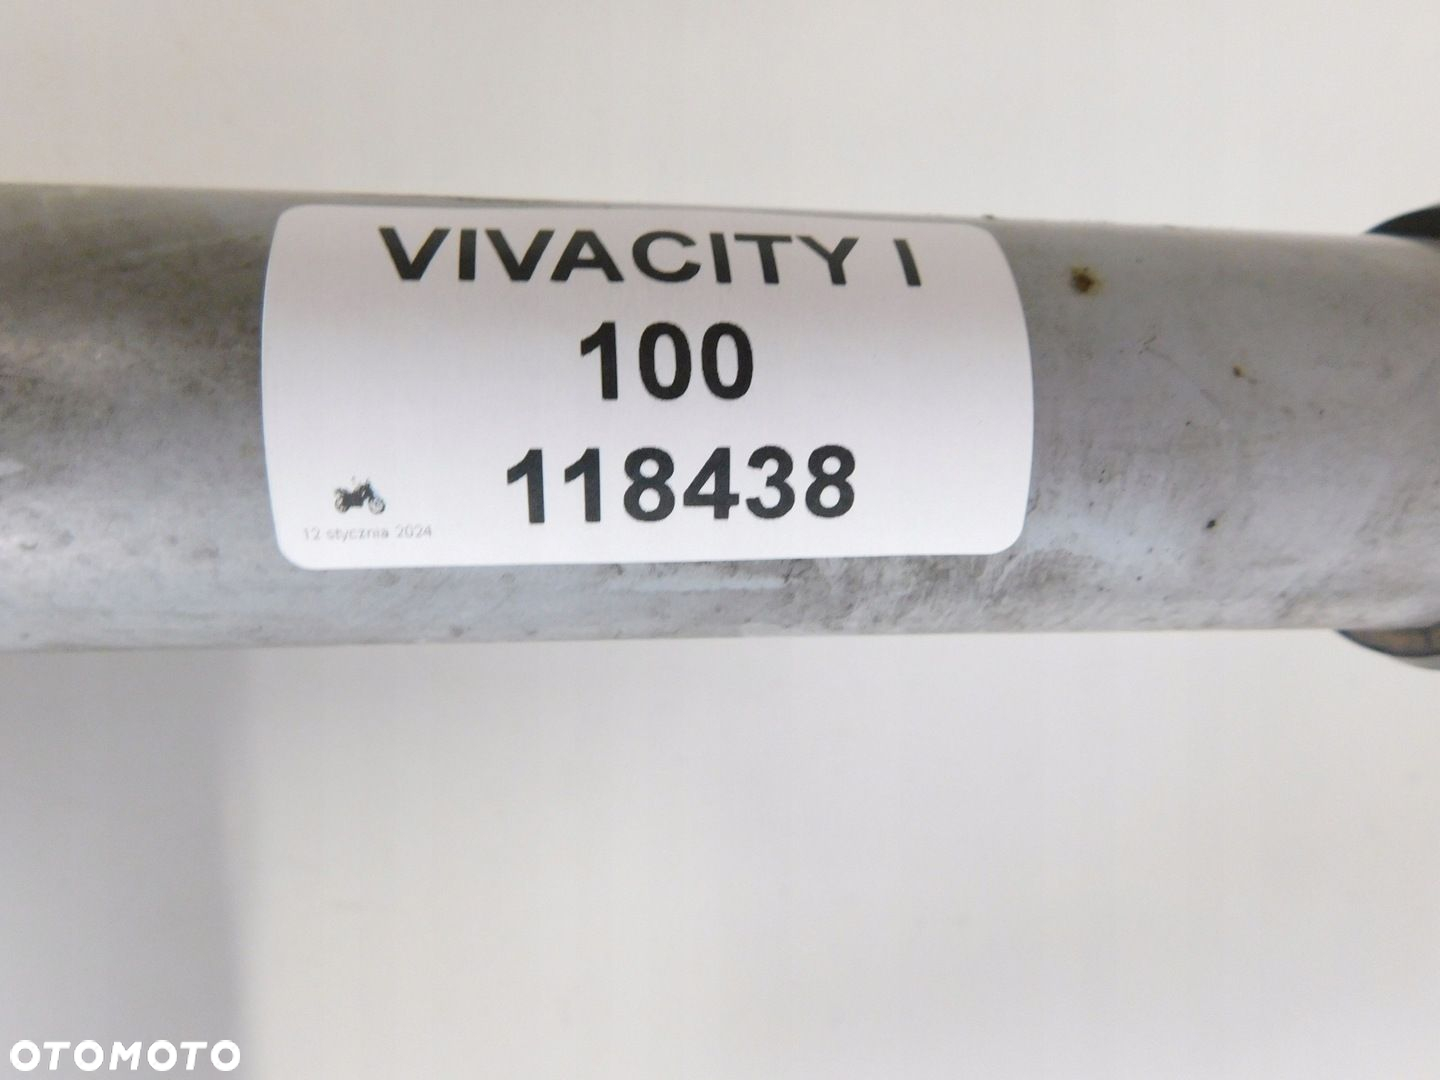 VIVACITY I
100
118438
12 stycznia 2024
OTOMOTO